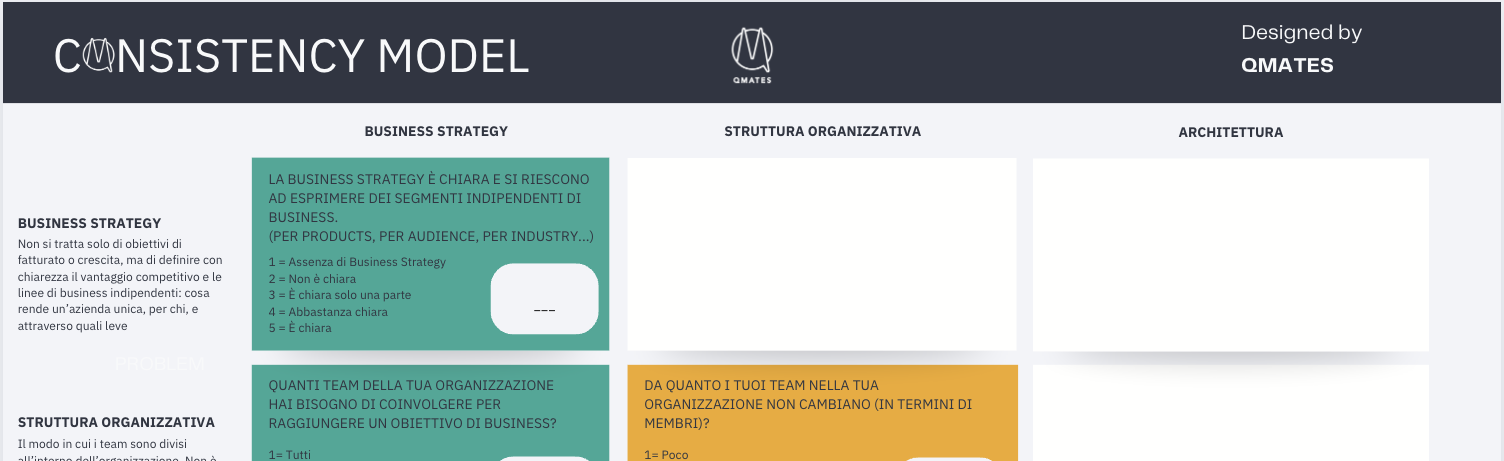 CONSISTENCY MODEL
QMATES
Designed by
QMATES
BUSINESS STRATEGY
STRUTTURA ORGANIZZATIVA
ARCHITETTURA
BUSINESS STRATEGY
Non si tratta solo di obiettivi di
fatturato o crescita, ma di definire con
chiarezza il vantaggio competitivo e le
linee di business indipendenti: cosa
rende un'azienda unica, per chi, e
attraverso quali leve
PROBLEM
LA BUSINESS STRATEGY È CHIARA E SI RIESCONO
AD ESPRIMERE DEI SEGMENTI INDIPENDENTI DI
BUSINESS.
(PER PRODUCTS, PER AUDIENCE, PER INDUSTRY...)
1 = Assenza di Business Strategy
2 = Non è chiara
3 = È chiara solo una parte
4 = Abbastanza chiara
5 = È chiara
___
STRUTTURA ORGANIZZATIVA
Il modo in cui i team sono divisi
all'interno dell'organizzazione. Non è
QUANTI TEAM DELLA TUA ORGANIZZAZIONE
HAI BISOGNO DI COINVOLGERE PER
RAGGIUNGERE UN OBIETTIVO DI BUSINESS?
1= Tutti
DA QUANTO I TUOI TEAM NELLA TUA
ORGANIZZAZIONE NON CAMBIANO (IN TERMINI DI
MEMBRI)?
1= Poco